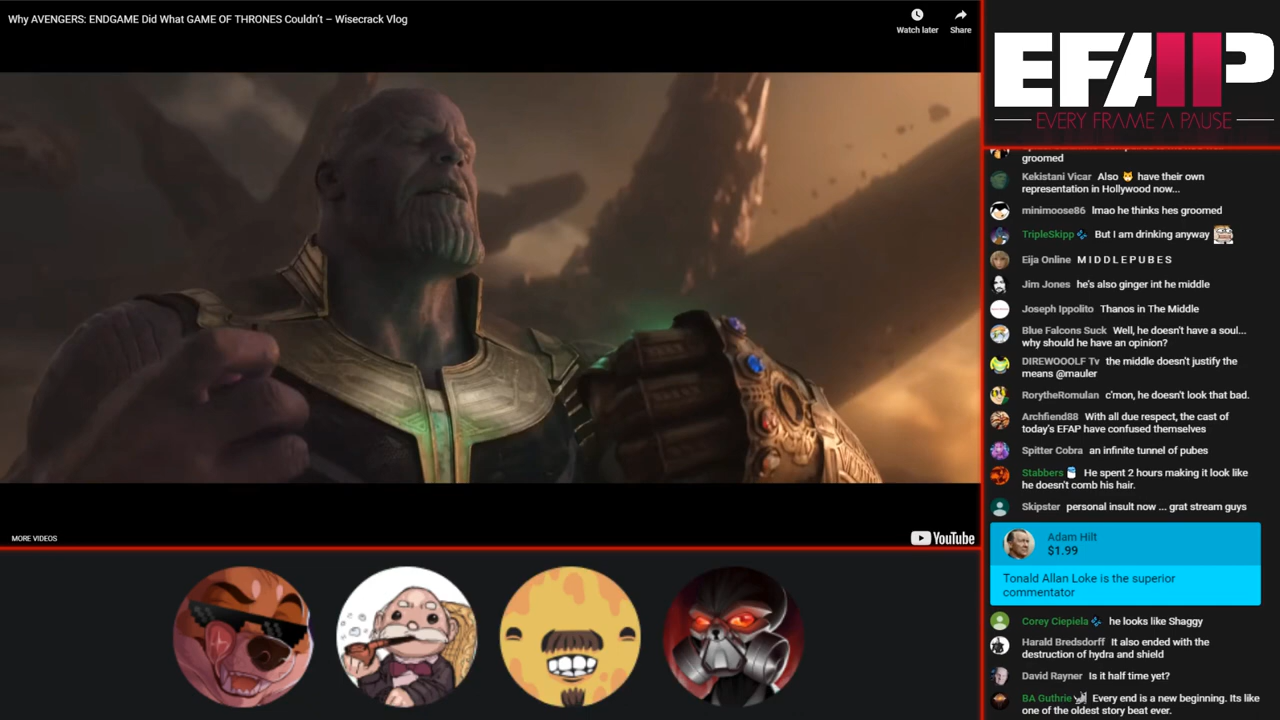 Why AVENGERS: ENDGAME Did What GAME OF THRONES Couldn't – Wisecrack Vlog
Watch later
Share
MORE VIDEOS
YouTube
EFAP
EVERY FRAME A PAUSE
groomed
Kekistani Vicar Also 🦊 have their own
representation in Hollywood now...
minimoose86 lmao he thinks hes groomed
TripleSkipp But I am drinking anyway
Eija Online M I D D L E P U B E S
Jim Jones he's also ginger int he middle
Joseph Ippolito Thanos in The Middle
Blue Falcons Suck Well, he doesn't have a soul...
why should he have an opinion?
DIREWOOOLF Tv the middle doesn't justify the
means @mauler
RorytheRomulan c'mon, he doesn't look that bad.
Archfiend88 With all due respect, the cast of
today's EFAP have confused themselves
Spitter Cobra an infinite tunnel of pubes
Stabbers He spent 2 hours making it look like
he doesn't comb his hair.
Skipster personal insult now ... grat stream guys
Adam Hilt
$1.99
Tonald Allan Loke is the superior
commentator
Corey Ciepiela he looks like Shaggy
Harald Bredsdorff It also ended with the
destruction of hydra and shield
David Rayner Is it half time yet?
BA Guthrie Every end is a new beginning. Its like
one of the oldest story beat ever.